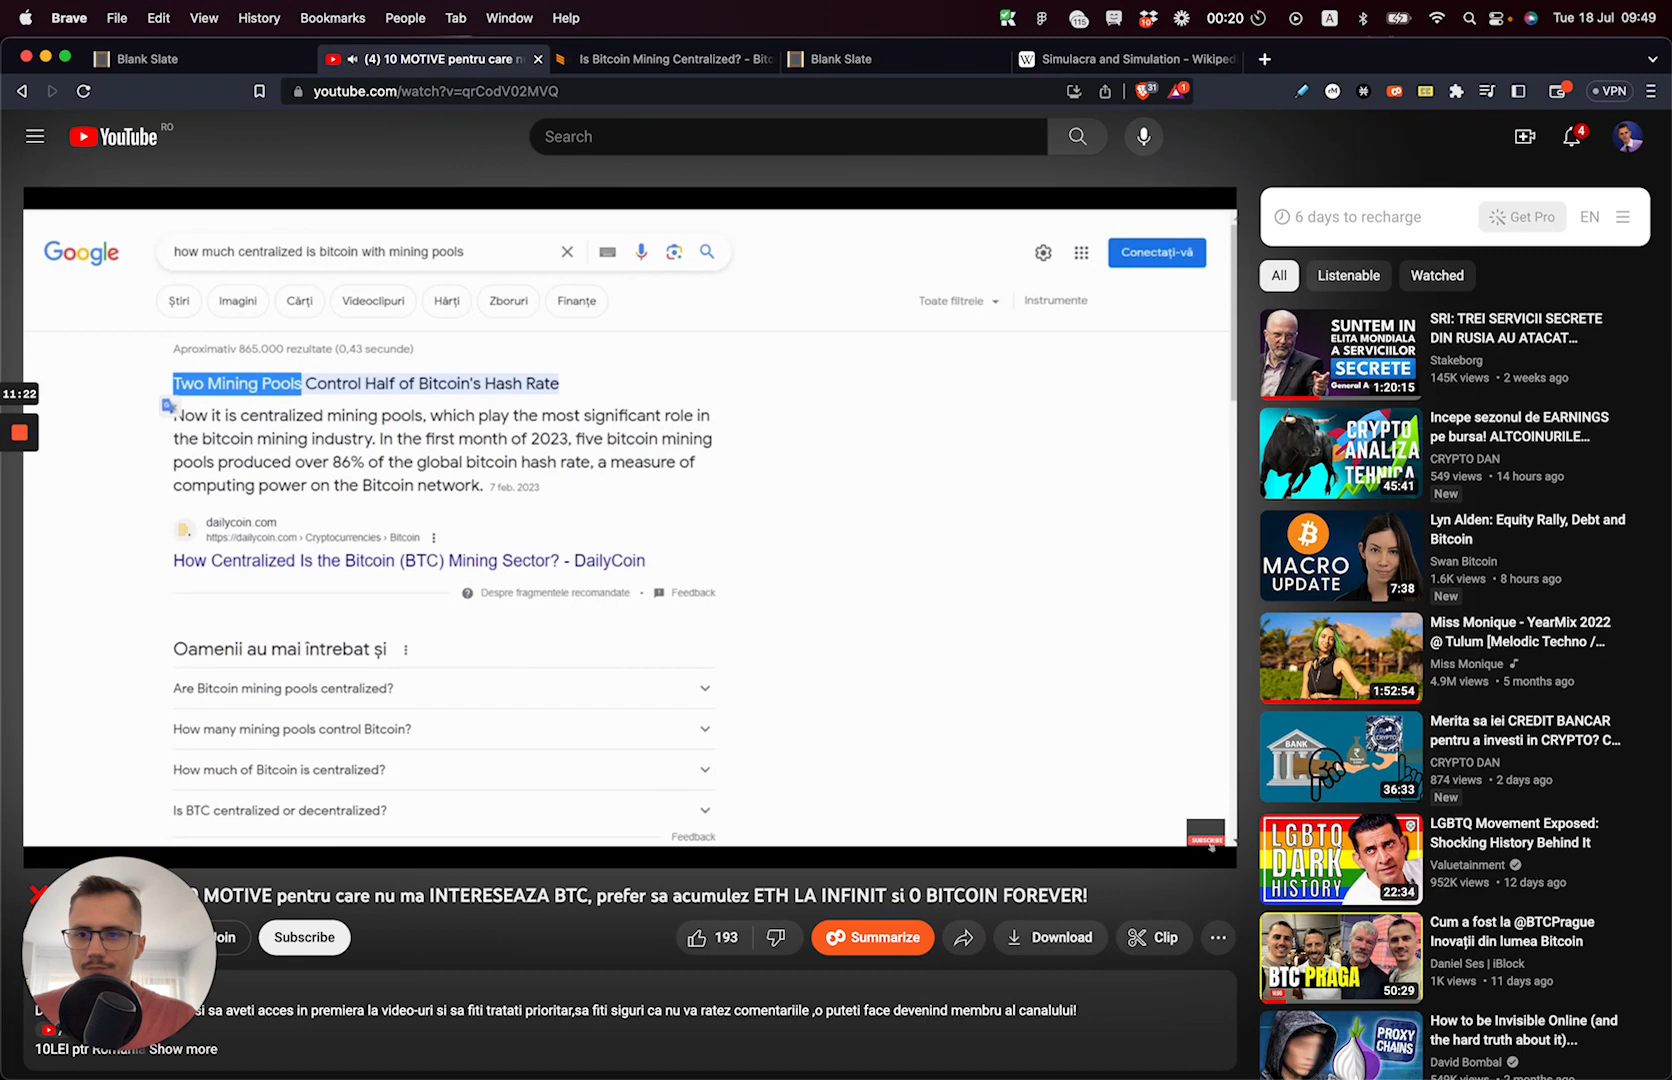 Brave File Edit View History Bookmarks People Tab Window Help
115 10 00:20 A Tue 18 Jul 09:49
Blank Slate
(4) 10 MOTIVE pentru care n
Is Bitcoin Mining Centralized? - Bitc
Blank Slate
W Simulacra and Simulation - Wikiped
youtube.com/watch?v=qrCodV02MVQ
31 1 VPN
YouTube RO
Search
4
Google
how much centralized is bitcoin with mining pools
Conectați-vă
Știri Imagini Cărți Videoclipuri Hărți Zboruri Finanțe
Toate filtrele Instrumente
Aproximativ 865.000 rezultate (0,43 secunde)
Two Mining Pools Control Half of Bitcoin's Hash Rate
Now it is centralized mining pools, which play the most significant role in
the bitcoin mining industry. In the first month of 2023, five bitcoin mining
pools produced over 86% of the global bitcoin hash rate, a measure of
computing power on the Bitcoin network. 7 feb. 2023
dailycoin.com
https://dailycoin.com › Cryptocurrencies › Bitcoin
How Centralized Is the Bitcoin (BTC) Mining Sector? - DailyCoin
Despre fragmentele recomandate • Feedback
Oamenii au mai întrebat și
Are Bitcoin mining pools centralized?
How many mining pools control Bitcoin?
How much of Bitcoin is centralized?
Is BTC centralized or decentralized?
Feedback
SUBSCRIBE
11:22
MOTIVE pentru care nu ma INTERESEAZA BTC, prefer sa acumulez ETH LA INFINIT si 0 BITCOIN FOREVER!
Subscribe
193
Summarize
Download
Clip
si sa aveti acces in premiera la video-uri si sa fiti tratati prioritar,sa fiti siguri ca nu va ratez comentariile ,o puteti face devenind membru al canalului!
10LEI ptr Romania Show more
6 days to recharge
Get Pro
EN
All Listenable Watched
SUNTEM IN
ELITA MONDIALA
A SERVICIILOR
SECRETE
General A
1:20:15
SRI: TREI SERVICII SECRETE
DIN RUSIA AU ATACAT...
Stakeborg
145K views • 2 weeks ago
CRYPTO
ANALIZA
TEHNICA
45:41
Incepe sezonul de EARNINGS
pe bursa! ALTCOINURILE...
CRYPTO DAN
549 views • 14 hours ago
New
MACRO
UPDATE
7:38
Lyn Alden: Equity Rally, Debt and
Bitcoin
Swan Bitcoin
1.6K views • 8 hours ago
New
1:52:54
Miss Monique - YearMix 2022
@ Tulum [Melodic Techno /...
Miss Monique
4.9M views • 5 months ago
BANK
CRYPTO
36:33
Merita sa iei CREDIT BANCAR
pentru a investi in CRYPTO? C...
CRYPTO DAN
874 views • 2 days ago
New
LGBTQ
DARK
HISTORY
22:34
LGBTQ Movement Exposed:
Shocking History Behind It
Valuetainment
952K views • 12 days ago
BTC PRAGA
VLOG
50:29
Cum a fost la @BTCPrague
Inovații din lumea Bitcoin
Daniel Ses | iBlock
1K views • 11 days ago
PROXY
CHAINS
How to be Invisible Online (and
the hard truth about it)...
David Bombal